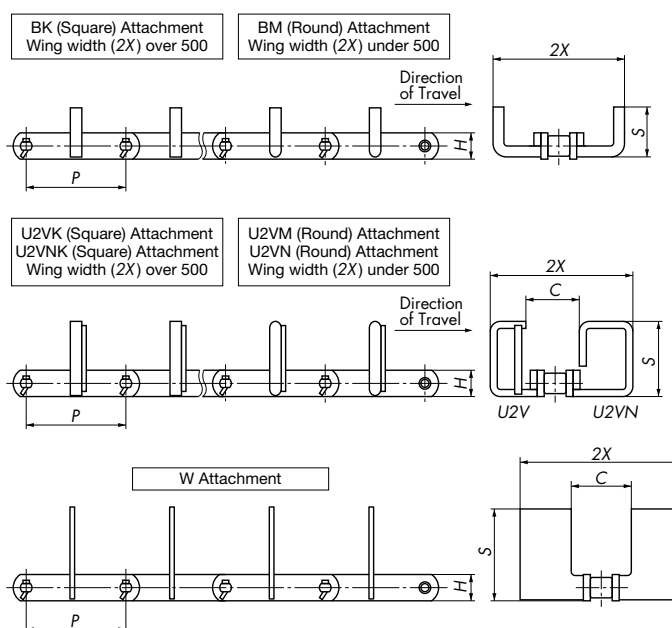 BK (Square) Attachment
Wing width (2X) over 500
BM (Round) Attachment
Wing width (2X) under 500
Direction
of Travel
2X
S
H
P
U2VK (Square) Attachment
U2VNK (Square) Attachment
Wing width (2X) over 500
U2VM (Round) Attachment
U2VN (Round) Attachment
Wing width (2X) under 500
Direction
of Travel
2X
C
S
H
P
U2V
U2VN
W Attachment
2X
C
S
H
P